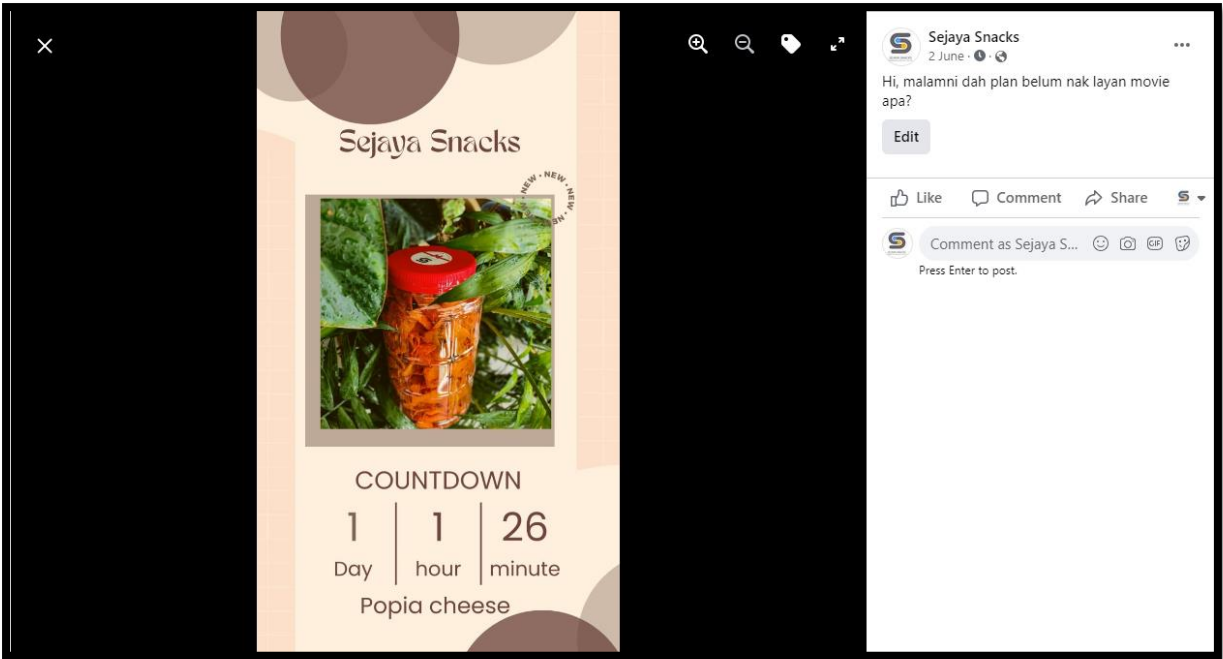 Sejaya Snacks
NEW • NEW • NEW • NEW
COUNTDOWN
1 1 26
Day hour minute
Popia cheese
Sejaya Snacks
2 June ·
Hi, malamni dah plan belum nak layan movie
apa?
Edit
Like Comment Share
Comment as Sejaya S...
GIF
Press Enter to post.